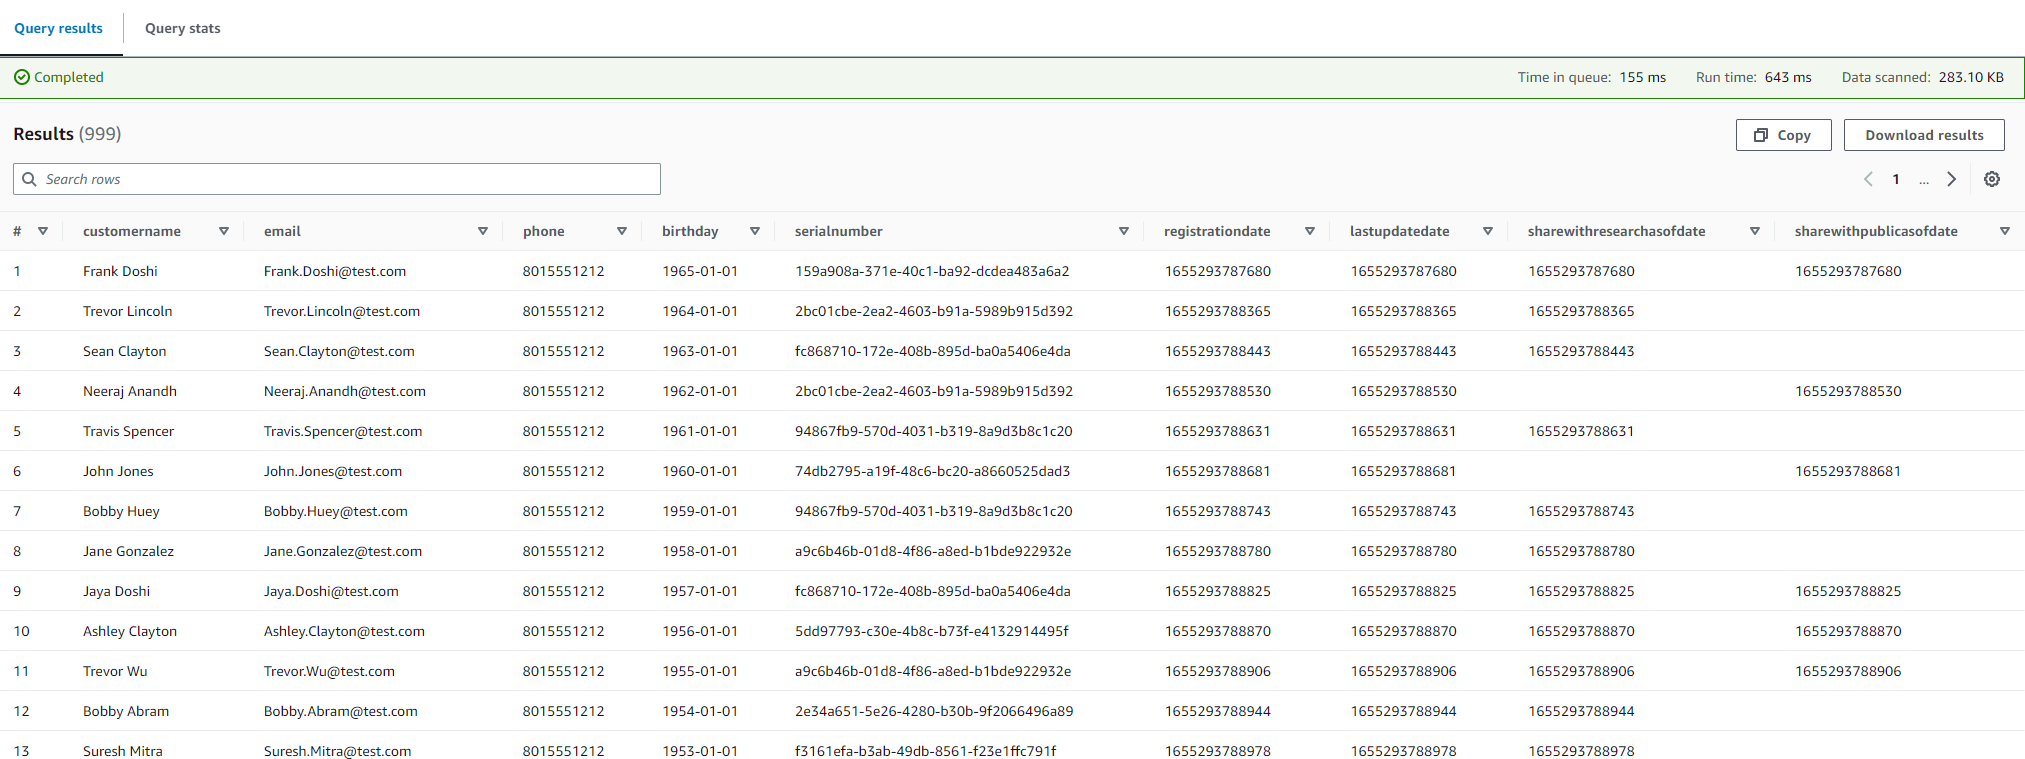 Query results Query stats
Completed Time in queue: 155 ms Run time: 643 ms Data scanned: 283.10 KB
Results (999) Copy Download results
Search rows 1 ...
# customername email phone birthday serialnumber registrationdate lastupdatedate sharewithresearchasofdate sharewithpublicasofdate
1 Frank Doshi Frank.Doshi@test.com 8015551212 1965-01-01 159a908a-371e-40c1-ba92-dcdea483a6a2 1655293787680 1655293787680 1655293787680 1655293787680
2 Trevor Lincoln Trevor.Lincoln@test.com 8015551212 1964-01-01 2bc01cbe-2ea2-4603-b91a-5989b915d392 1655293788365 1655293788365 1655293788365
3 Sean Clayton Sean.Clayton@test.com 8015551212 1963-01-01 fc868710-172e-408b-895d-ba0a5406e4da 1655293788443 1655293788443 1655293788443
4 Neeraj Anandh Neeraj.Anandh@test.com 8015551212 1962-01-01 2bc01cbe-2ea2-4603-b91a-5989b915d392 1655293788530 1655293788530 1655293788530
5 Travis Spencer Travis.Spencer@test.com 8015551212 1961-01-01 94867fb9-570d-4031-b319-8a9d3b8c1c20 1655293788631 1655293788631 1655293788631
6 John Jones John.Jones@test.com 8015551212 1960-01-01 74db2795-a19f-48c6-bc20-a8660525dad3 1655293788681 1655293788681 1655293788681
7 Bobby Huey Bobby.Huey@test.com 8015551212 1959-01-01 94867fb9-570d-4031-b319-8a9d3b8c1c20 1655293788743 1655293788743 1655293788743
8 Jane Gonzalez Jane.Gonzalez@test.com 8015551212 1958-01-01 a9c6b46b-01d8-4f86-a8ed-b1bde922932e 1655293788780 1655293788780 1655293788780
9 Jaya Doshi Jaya.Doshi@test.com 8015551212 1957-01-01 fc868710-172e-408b-895d-ba0a5406e4da 1655293788825 1655293788825 1655293788825 1655293788825
10 Ashley Clayton Ashley.Clayton@test.com 8015551212 1956-01-01 5dd97793-c30e-4b8c-b73f-e4132914495f 1655293788870 1655293788870 1655293788870 1655293788870
11 Trevor Wu Trevor.Wu@test.com 8015551212 1955-01-01 a9c6b46b-01d8-4f86-a8ed-b1bde922932e 1655293788906 1655293788906 1655293788906 1655293788906
12 Bobby Abram Bobby.Abram@test.com 8015551212 1954-01-01 2e34a651-5e26-4280-b30b-9f2066496a89 1655293788944 1655293788944 1655293788944
13 Suresh Mitra Suresh.Mitra@test.com 8015551212 1953-01-01 f3161efa-b3ab-49db-8561-f23e1ffc791f 1655293788978 1655293788978 1655293788978